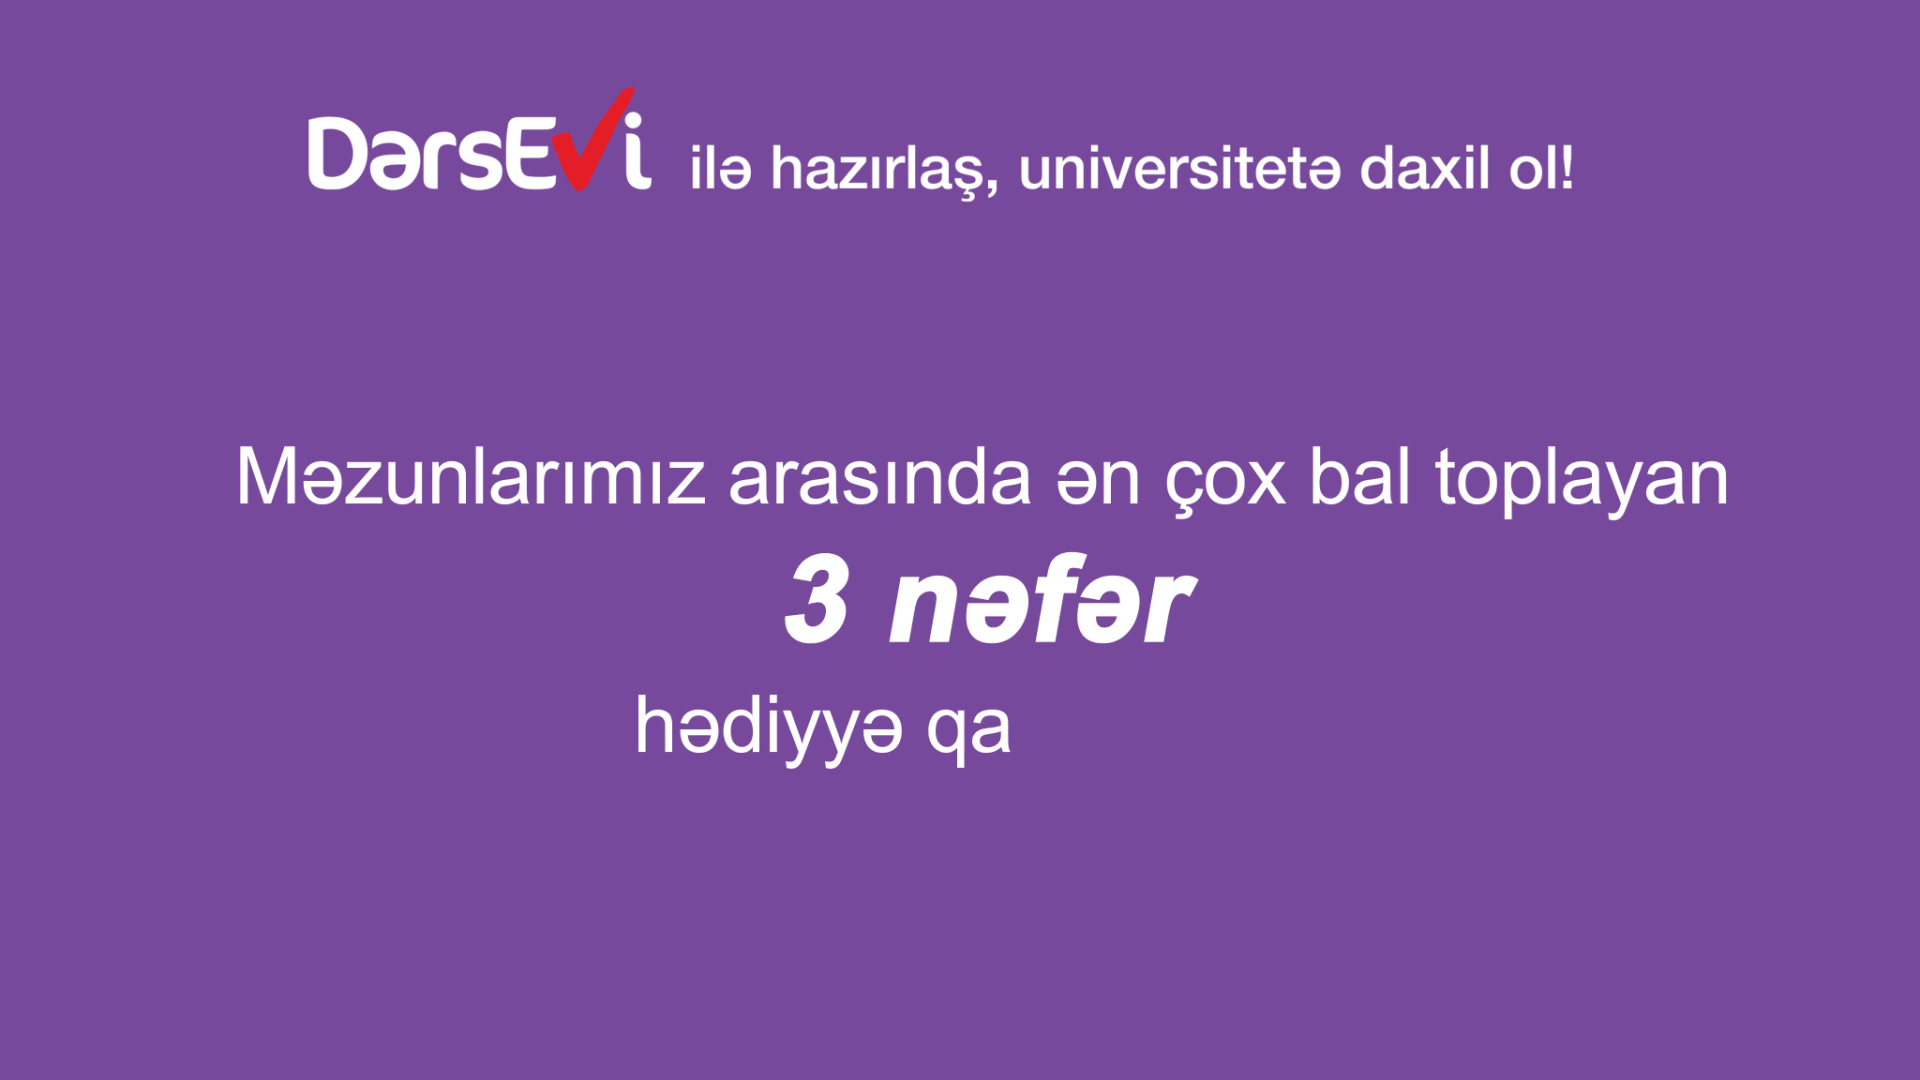 DərsEvi ilə hazırlaş, universitetə daxil ol!
Məzunlarımız arasında ən çox bal toplayan
3 nəfər
hədiyyə qa